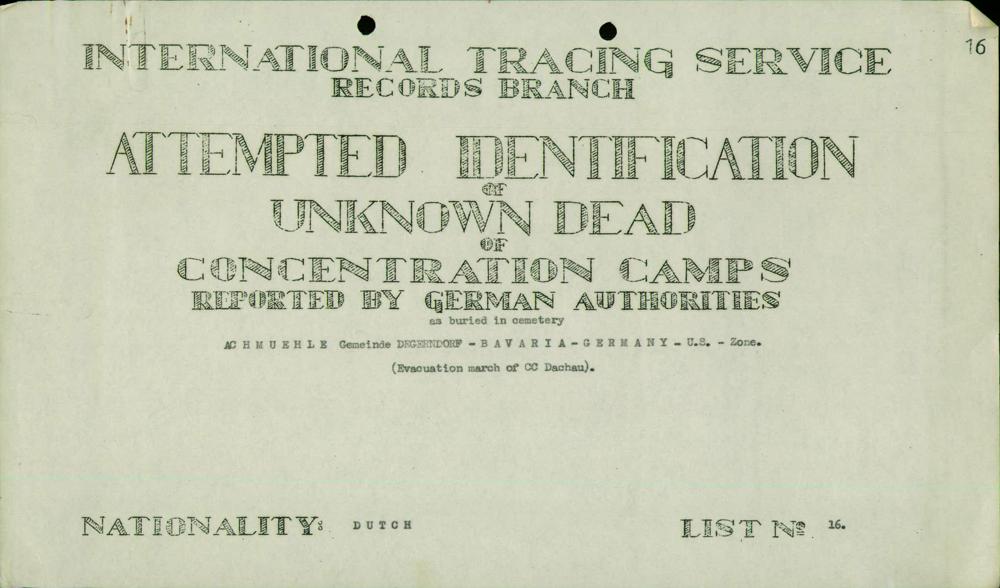 16
INTERNATIONAL TRACING SERVICE
RECORDS BRANCH
ATTEMPTED IDENTIFICATION
OF
UNKNOWN DEAD
OF
CONCENTRATION CAMPS
REPORTED BY GERMAN AUTHORITIES
as buried in cemetery
ACHMUEHLE Gemeinde DEGERNDORF - BAVARIA - GERMANY - U.S. - Zone.
(Evacuation march of CC Dachau).
NATIONALITY: DUTCH LIST Nº 16.